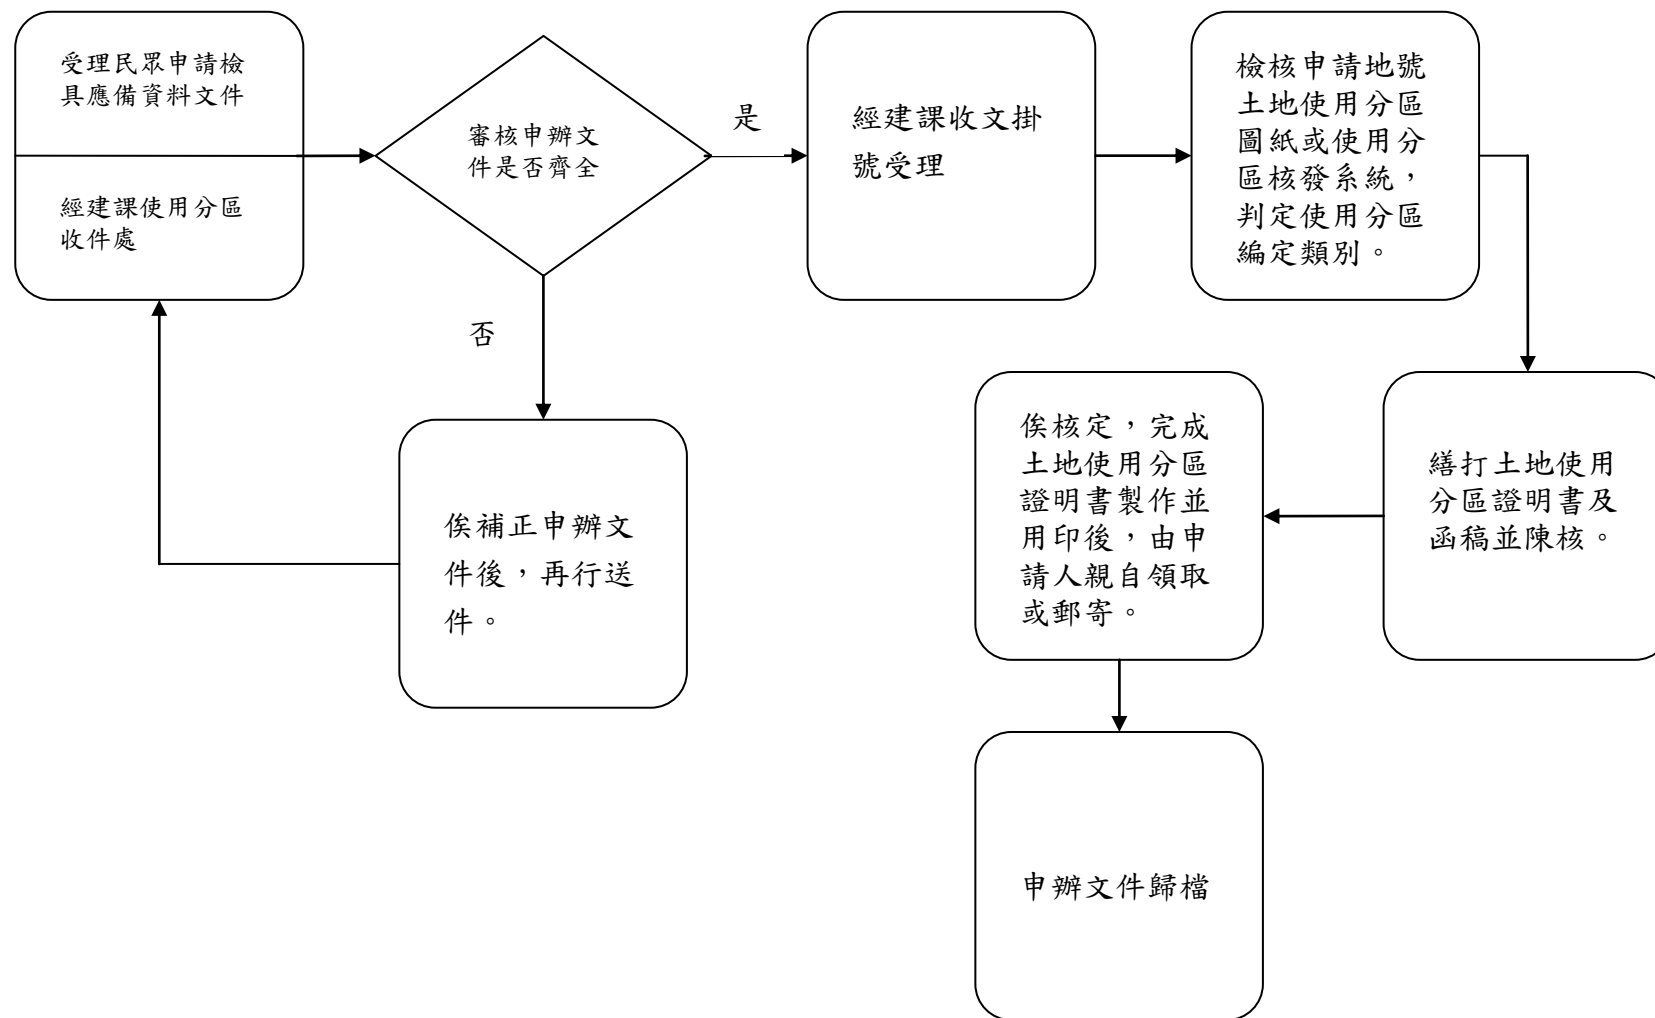 受理民眾申請檢
具應備資料文件
經建課使用分區
收件處
審核申辦文
件是否齊全
是
否
經建課收文掛
號受理
檢核申請地號
土地使用分區
圖紙或使用分
區核發系統，
判定使用分區
編定類別。
俟補正申辦文
件後，再行送
件。
繕打土地使用
分區證明書及
函稿並陳核。
俟核定，完成
土地使用分區
證明書製作並
用印後，由申
請人親自領取
或郵寄。
申辦文件歸檔